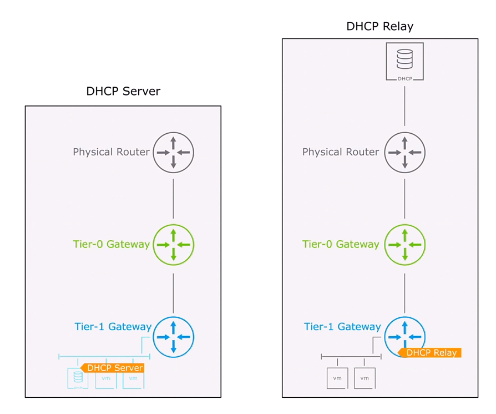 DHCP Server
Physical Router
Tier-0 Gateway
Tier-1 Gateway
DHCP Server
vm
vm
DHCP Relay
DHCP
Physical Router
Tier-0 Gateway
Tier-1 Gateway
DHCP Relay
vm
vm